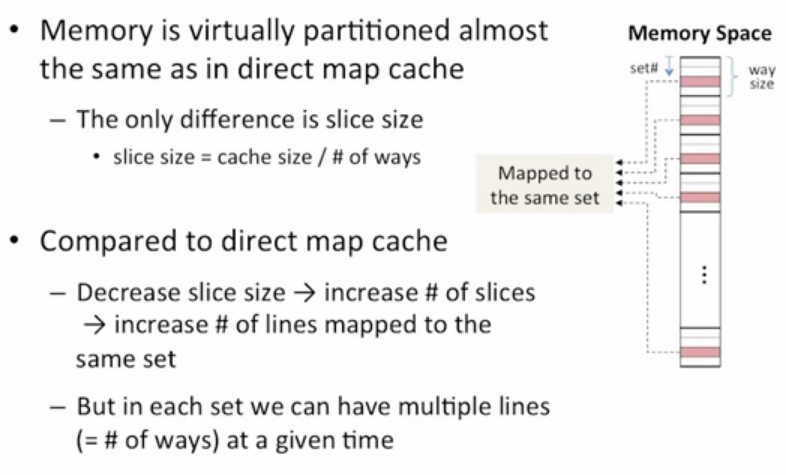 • Memory is virtually partitioned almost
the same as in direct map cache
– The only difference is slice size
• slice size = cache size / # of ways
• Compared to direct map cache
– Decrease slice size → increase # of slices
→ increase # of lines mapped to the
same set
– But in each set we can have multiple lines
(= # of ways) at a given time
Memory Space
set#
way
size
Mapped to
the same set
⋮